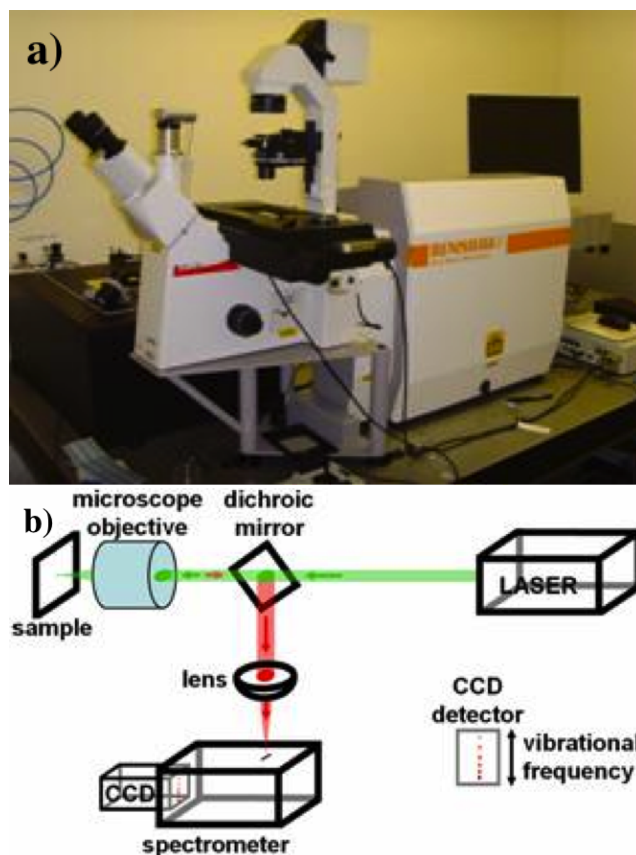 a)
RENISHAW
b)
microscope
objective
dichroic
mirror
LASER
sample
lens
CCD
detector
vibrational
frequency
CCD
spectrometer